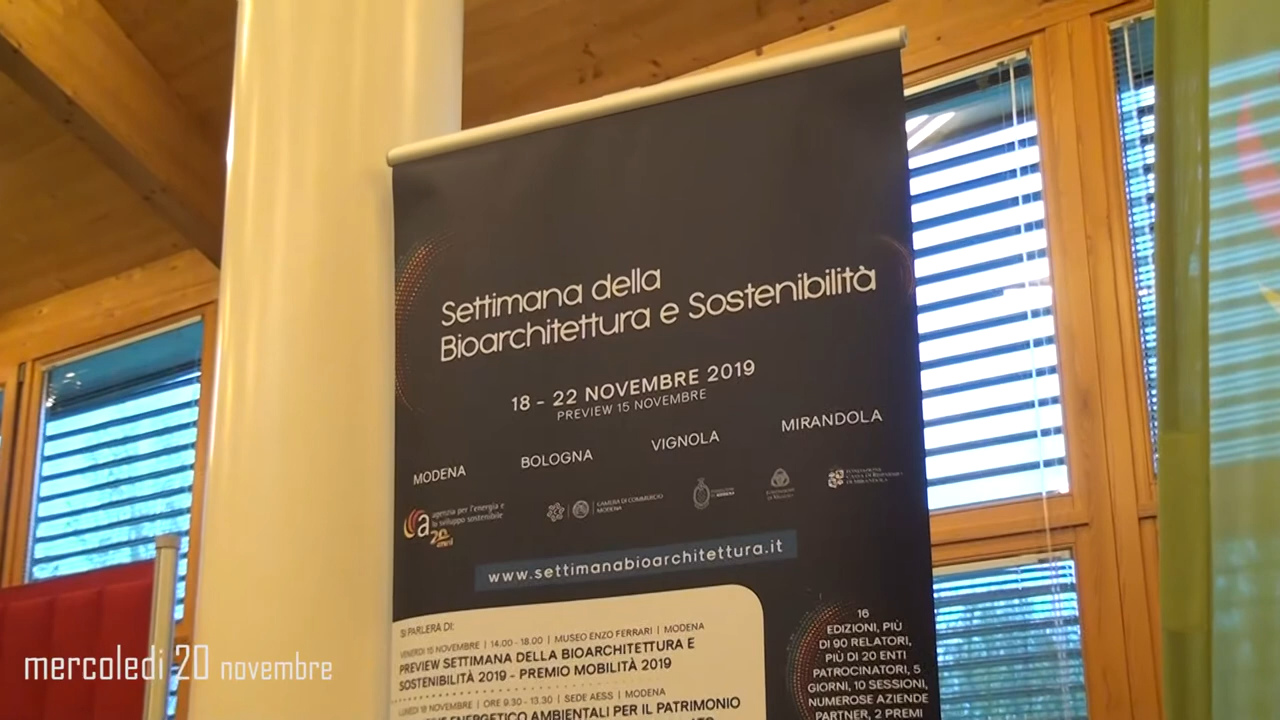 Settimana della
Bioarchitettura e Sostenibilità
18 - 22 NOVEMBRE 2019
PREVIEW 15 NOVEMBRE
MODENA BOLOGNA VIGNOLA MIRANDOLA
agenzia per l'energia e
lo sviluppo sostenibile
20 anni
CAMERA DI COMMERCIO
MODENA
www.settimanabioarchitettura.it
SI PARLERÀ DI:
VENERDÌ 15 NOVEMBRE | 14.00 - 18.00 | MUSEO ENZO FERRARI | MODENA
PREVIEW SETTIMANA DELLA BIOARCHITETTURA E
SOSTENIBILITÀ 2019 - PREMIO MOBILITÀ 2019
LUNEDÌ 18 NOVEMBRE | ORE 9.30 - 13.30 | SEDE AESS | MODENA
ENERGETICO AMBIENTALI PER IL PATRIMONIO
16
EDIZIONI, PIÙ
DI 90 RELATORI,
PIÙ DI 20 ENTI
PATROCINATORI, 5
GIORNI, 10 SESSIONI,
NUMEROSE AZIENDE
PARTNER, 2 PREMI
mercoledi 20 novembre